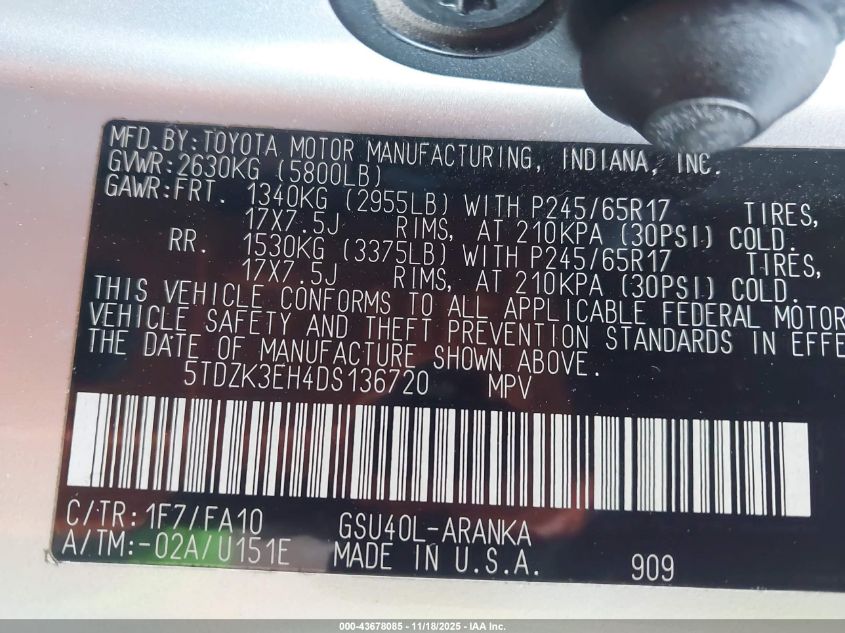 MFD. BY: TOYOTA MOTOR MANUFACTURING, INDIANA, INC.
GVWR: 2630KG (5800LB)
GAWR: FRT. 1340KG (2955LB) WITH P245/65R17 TIRES,
17X7.5J RIMS, AT 210KPA (30PSI) COLD.
RR. 1530KG (3375LB) WITH P245/65R17 TIRES,
17X7.5J RIMS, AT 210KPA (30PSI) COLD.
THIS VEHICLE CONFORMS TO ALL APPLICABLE FEDERAL MOTOR
VEHICLE SAFETY AND THEFT PREVENTION STANDARDS IN EFFE
THE DATE OF MANUFACTURE SHOWN ABOVE.
5TDZK3EH4DS136720 MPV
C/TR: 1F7/FA10 GSU40L-ARANKA
A/TM: -02A/U151E MADE IN U.S.A. 909
000-43678085 - 11/18/2025 - IAA Inc.